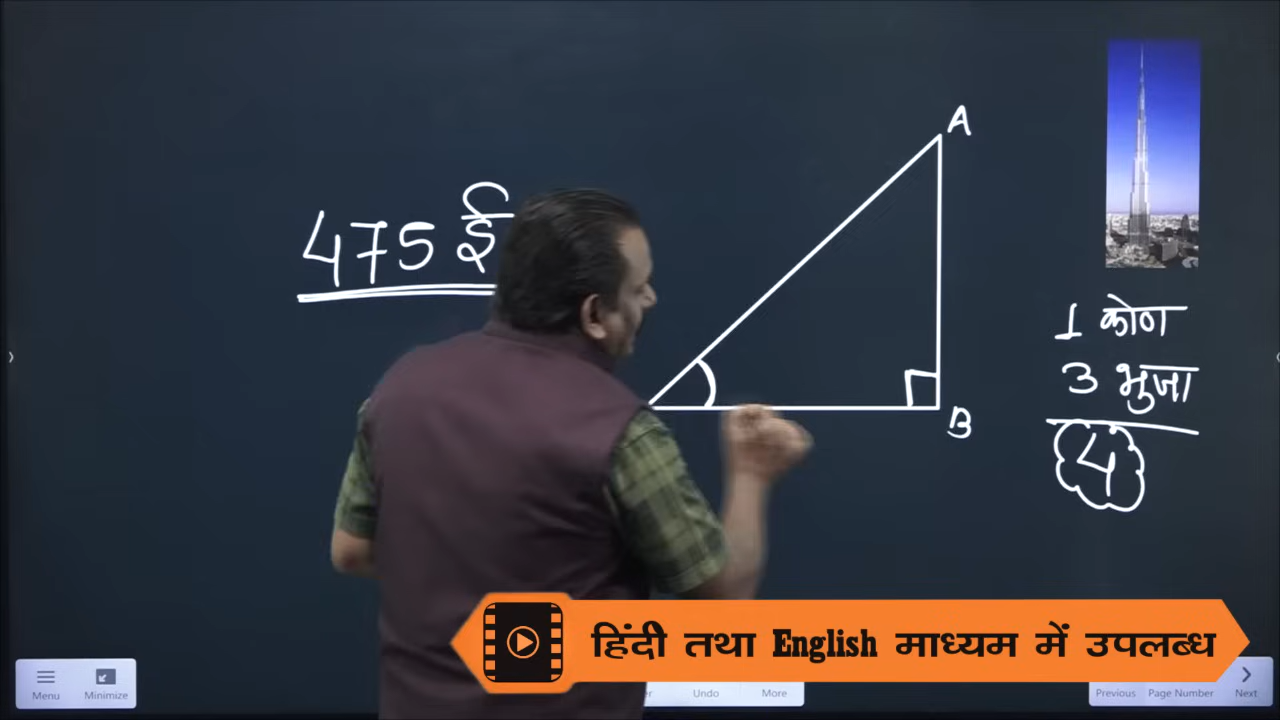 A
475 ई
1 कोण
3 भुजा
4
B
हिंदी तथा English माध्यम में उपलब्ध
Menu
Minimize
Undo
More
Previous
Page Number
Next